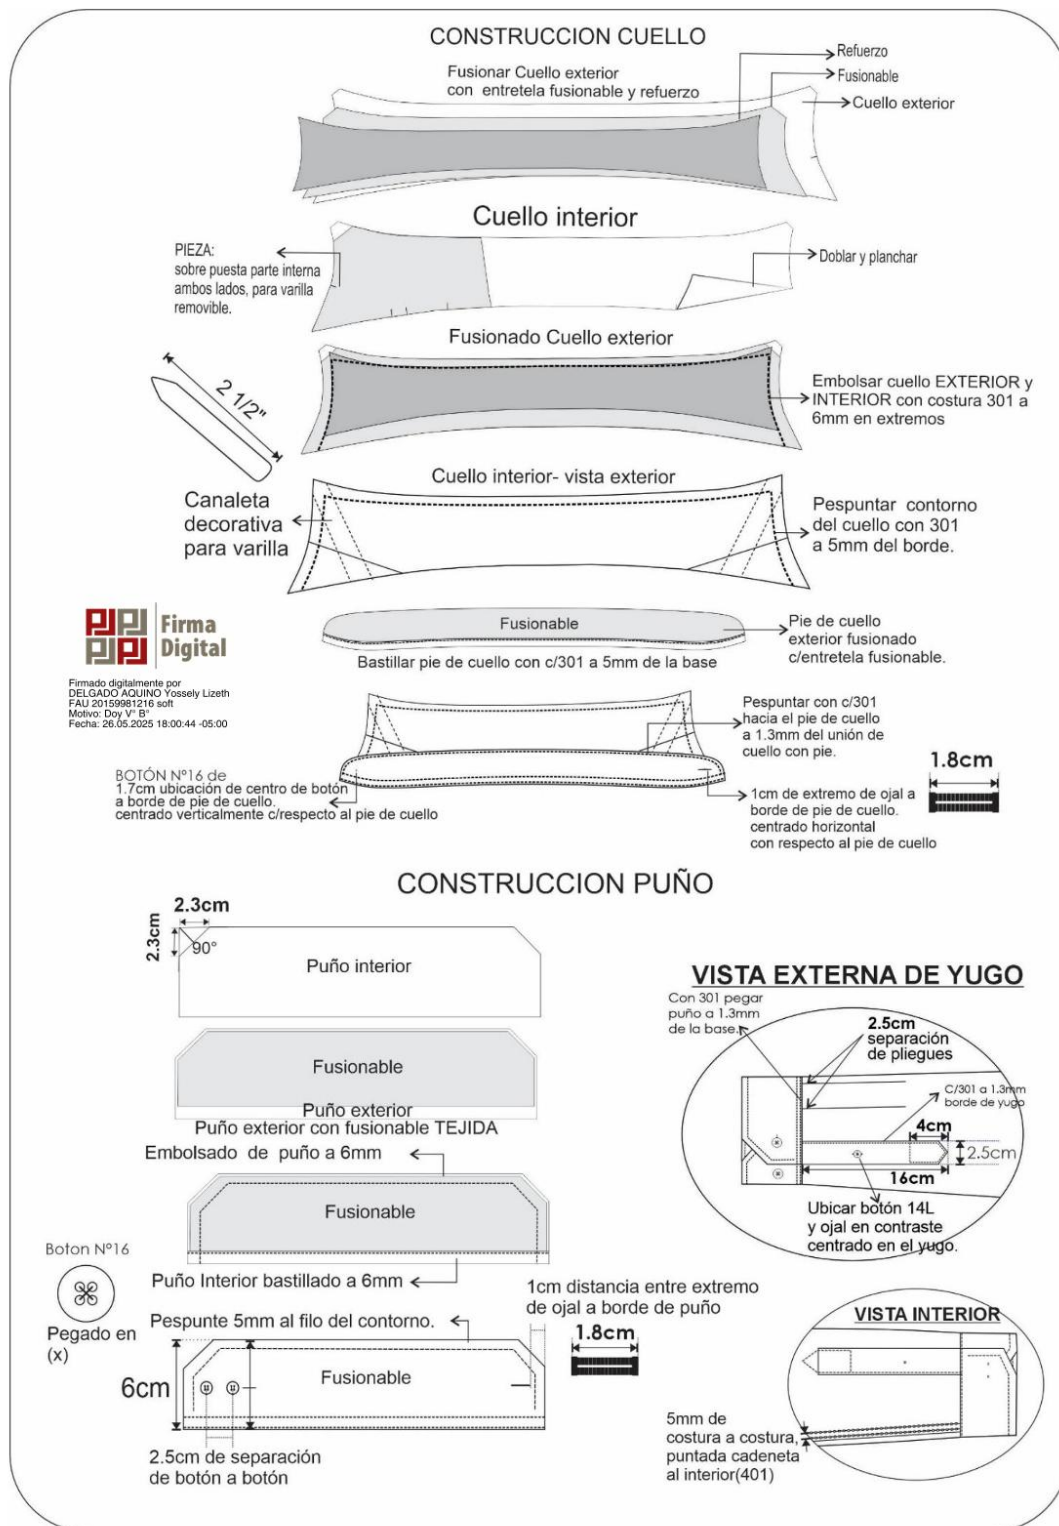 CONSTRUCCION CUELLO
Fusionar Cuello exterior
con entretela fusionable y refuerzo
Refuerzo
Fusionable
Cuello exterior
Cuello interior
PIEZA:
sobre puesta parte interna
ambos lados, para varilla
removible.
Doblar y planchar
Fusionado Cuello exterior
2 1/2"
Embolsar cuello EXTERIOR y
INTERIOR con costura 301 a
6mm en extremos
Cuello interior- vista exterior
Canaleta
decorativa
para varilla
Pespuntar contorno
del cuello con 301
a 5mm del borde.
PJ PJ
PJ PJ
Firma
Digital
Firmado digitalmente por
DELGADO AQUINO Yossely Lizeth
FAU 20159981216 soft
Motivo: Doy V° B°
Fecha: 26.05.2025 18:00:44 -05:00
Fusionable
Pie de cuello
exterior fusionado
c/entretela fusionable.
Bastillar pie de cuello con c/301 a 5mm de la base
Pespuntar con c/301
hacia el pie de cuello
a 1.3mm del unión de
cuello con pie.
BOTÓN Nº16 de
1.7cm ubicación de centro de botón
a borde de pie de cuello.
centrado verticalmente c/respecto al pie de cuello
1cm de extremo de ojal a
borde de pie de cuello.
centrado horizontal
con respecto al pie de cuello
1.8cm
CONSTRUCCION PUÑO
2.3cm
2.3cm
90°
Puño interior
Fusionable
Puño exterior
Puño exterior con fusionable TEJIDA
Embolsado de puño a 6mm
Fusionable
Puño Interior bastillado a 6mm
Boton Nº16
Pegado en
(x)
Pespunte 5mm al filo del contorno.
1cm distancia entre extremo
de ojal a borde de puño
1.8cm
6cm
Fusionable
2.5cm de separación
de botón a botón
VISTA EXTERNA DE YUGO
Con 301 pegar
puño a 1.3mm
de la base.
2.5cm
separación
de pliegues
C/301 a 1.3mm
borde de yugo
4cm
2.5cm
16cm
Ubicar botón 14L
y ojal en contraste
centrado en el yugo.
VISTA INTERIOR
5mm de
costura a costura,
puntada cadeneta
al interior(401)